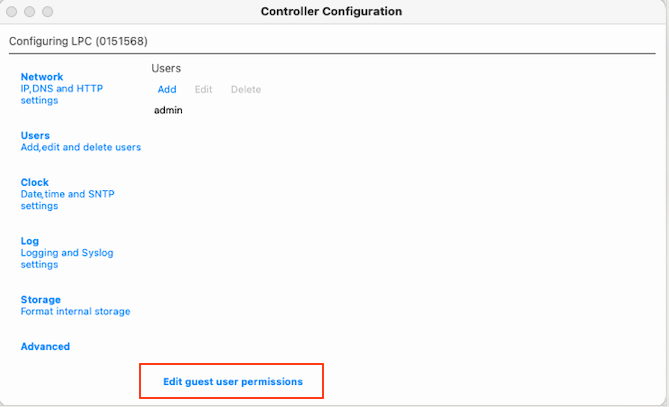 Controller Configuration
Configuring LPC (0151568)
Network
IP,DNS and HTTP
settings
Users
Add,edit and delete users
Clock
Date,time and SNTP
settings
Log
Logging and Syslog
settings
Storage
Format internal storage
Advanced
Users
Add Edit Delete
admin
Edit guest user permissions